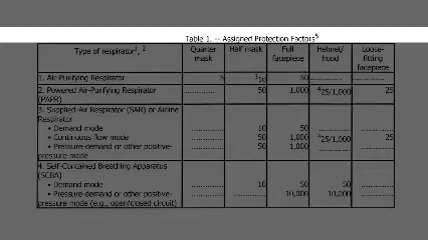 Table 1. -- Assigned Protection Factors5
Type of respirator1, 2 Quarter mask Half mask Full facepiece Helmet/ hood Loose-fitting facepiece
1. Air-Purifying Respirator 5 310 50 .............. ..............
2. Powered Air-Purifying Respirator (PAPR) .............. 50 1,000 425/1,000 25
3. Supplied-Air Respirator (SAR) or Airline Respirator
• Demand mode .............. 10 50 .............. ..............
• Continuous flow mode .............. 50 1,000 425/1,000 25
• Pressure-demand or other positive-pressure mode .............. 50 1,000 .............. ..............
4. Self-Contained Breathing Apparatus (SCBA)
• Demand mode .............. 10 50 50 ..............
• Pressure-demand or other positive-pressure mode (e.g., open/closed circuit) .............. .............. 10,000 10,000 ..............